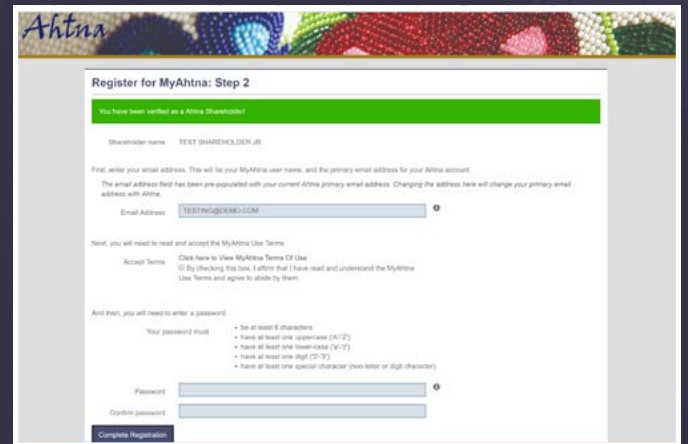 Ahtna
Register for MyAhtna: Step 2
You have been verified as a Ahtna Shareholder!
Shareholder name TEST SHAREHOLDER JR
First, enter your email address. This will be your MyAhtna user name, and the primary email address for your Ahtna account
The email address field has been pre-populated with your current Ahtna primary email address. Changing the address here will change your primary email
address with Ahtna.
Email Address TESTING@DEMO.COM
Next, you will need to read and accept the MyAhtna Use Terms.
Accept Terms Click here to View MyAhtna Terms Of Use
By checking this box, I affirm that I have read and understand the MyAhtna
Use Terms and agree to abide by them.
And then, you will need to enter a password
Your password must • be at least 8 characters
• have at least one uppercase ('A'-'Z')
• have at least one lower-case ('a'-'z')
• have at least one digit ('0'-'9')
• have at least one special character (non letter or digit character)
Password
Confirm password
Complete Registration